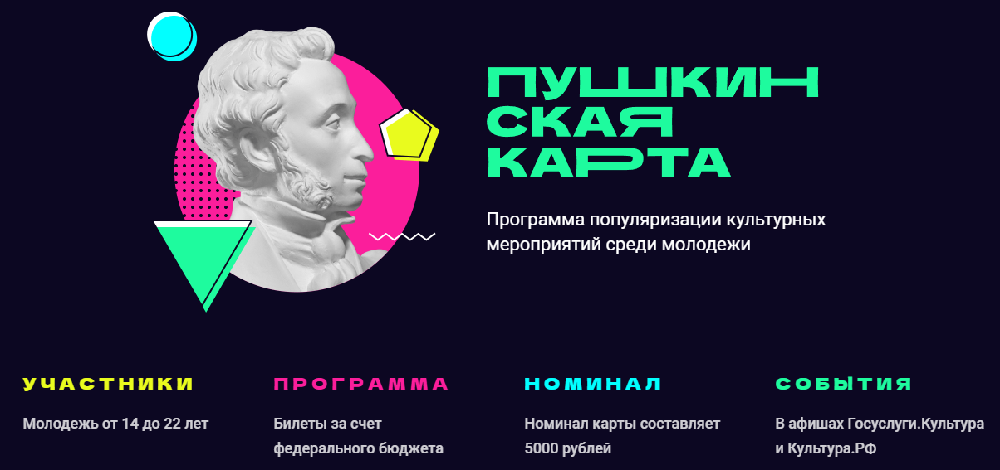 ПУШКИН
СКАЯ
КАРТА
Программа популяризации культурных
мероприятий среди молодежи
УЧАСТНИКИ
Молодежь от 14 до 22 лет
ПРОГРАММА
Билеты за счет
федерального бюджета
НОМИНАЛ
Номинал карты составляет
5000 рублей
СОБЫТИЯ
В афишах Госуслуги.Культура
и Культура.РФ